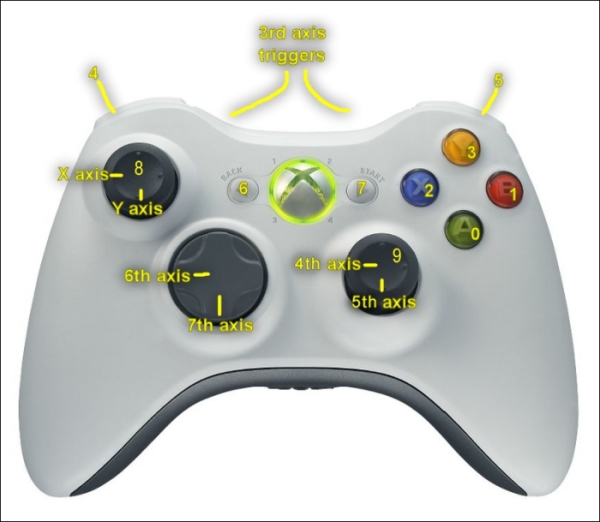 3rd axis
triggers
4
5
X axis
8
Y axis
BACK
6
1
2
3
4
START
7
Y
3
X
2
B
1
A
0
6th axis
7th axis
4th axis
9
5th axis